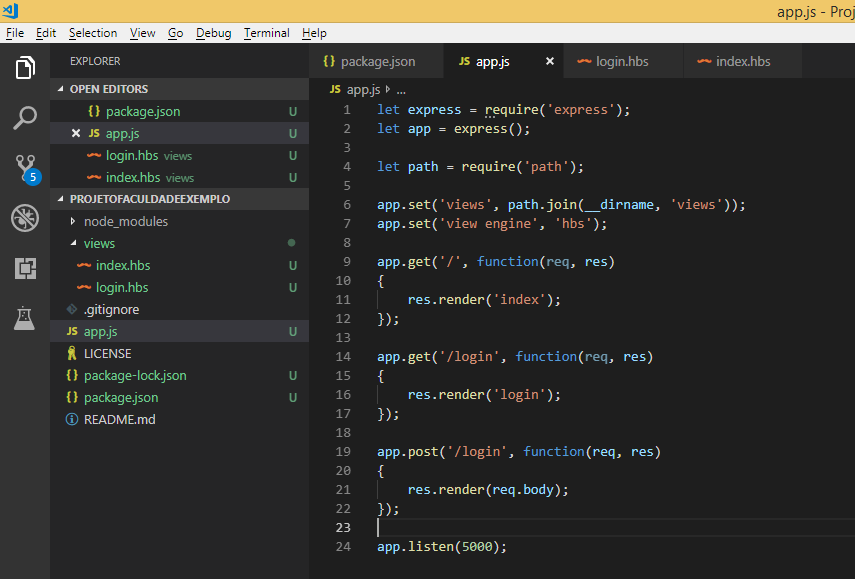 app.js - Proj
File Edit Selection View Go Debug Terminal Help
EXPLORER
OPEN EDITORS
{} package.json U
JS app.js U
login.hbs views U
index.hbs views U
PROJETOFACULDADEEXEMPLO
node_modules
views
index.hbs U
login.hbs U
.gitignore
JS app.js U
LICENSE
{} package-lock.json U
{} package.json U
README.md
5
{} package.json JS app.js × login.hbs index.hbs
JS app.js ...
1 let express = require('express');
2 let app = express();
3
4 let path = require('path');
5
6 app.set('views', path.join(__dirname, 'views'));
7 app.set('view engine', 'hbs');
8
9 app.get('/', function(req, res)
10 {
11 res.render('index');
12 });
13
14 app.get('/login', function(req, res)
15 {
16 res.render('login');
17 });
18
19 app.post('/login', function(req, res)
20 {
21 res.render(req.body);
22 });
23
24 app.listen(5000);